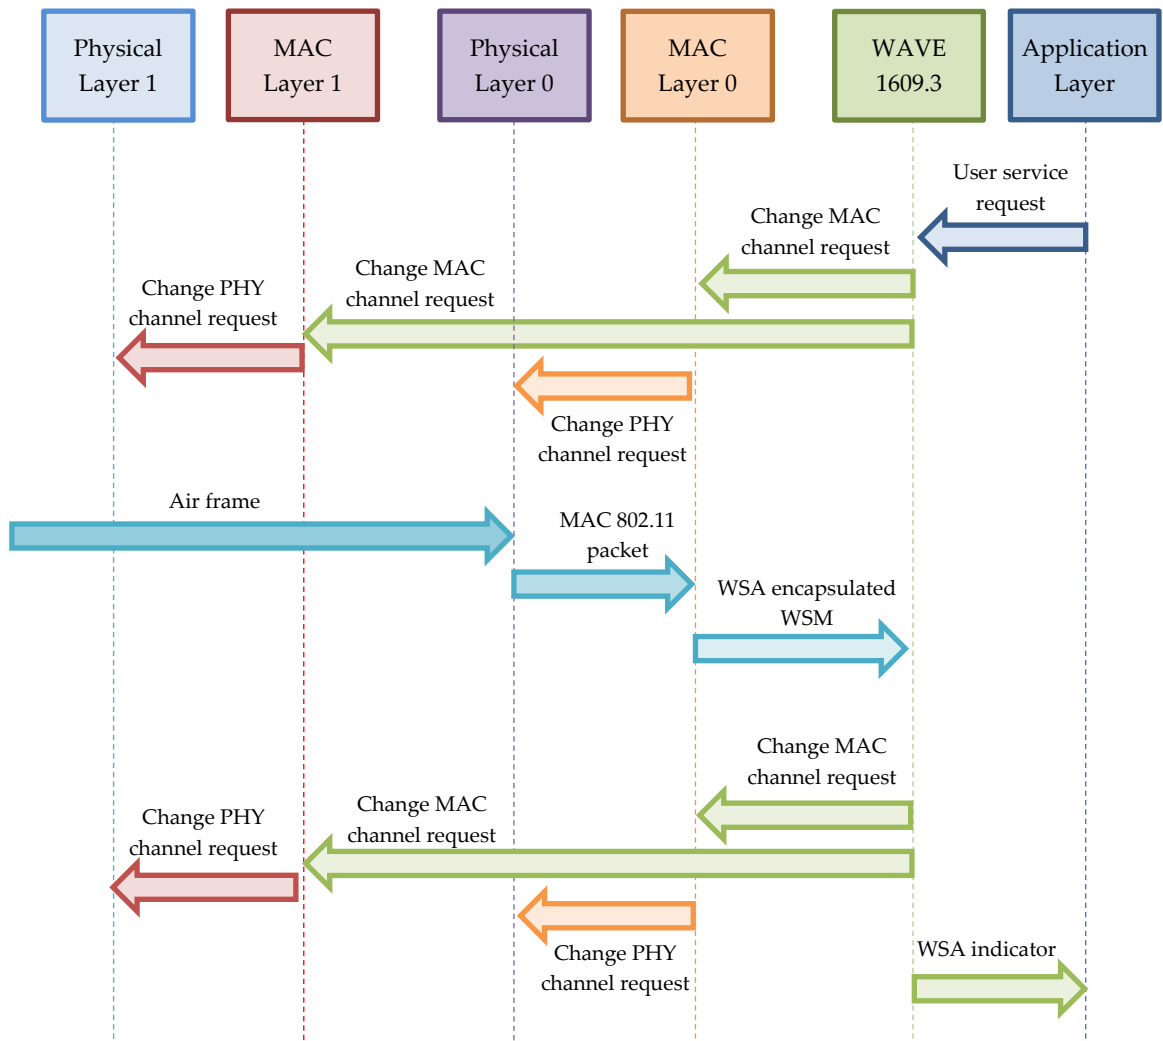 Physical
Layer 1
MAC
Layer 1
Physical
Layer 0
MAC
Layer 0
WAVE
1609.3
Application
Layer
User service
request
Change MAC
channel request
Change MAC
channel request
Change PHY
channel request
Change PHY
channel request
Air frame
MAC 802.11
packet
WSA encapsulated
WSM
Change MAC
channel request
Change MAC
channel request
Change PHY
channel request
Change PHY
channel request
WSA indicator